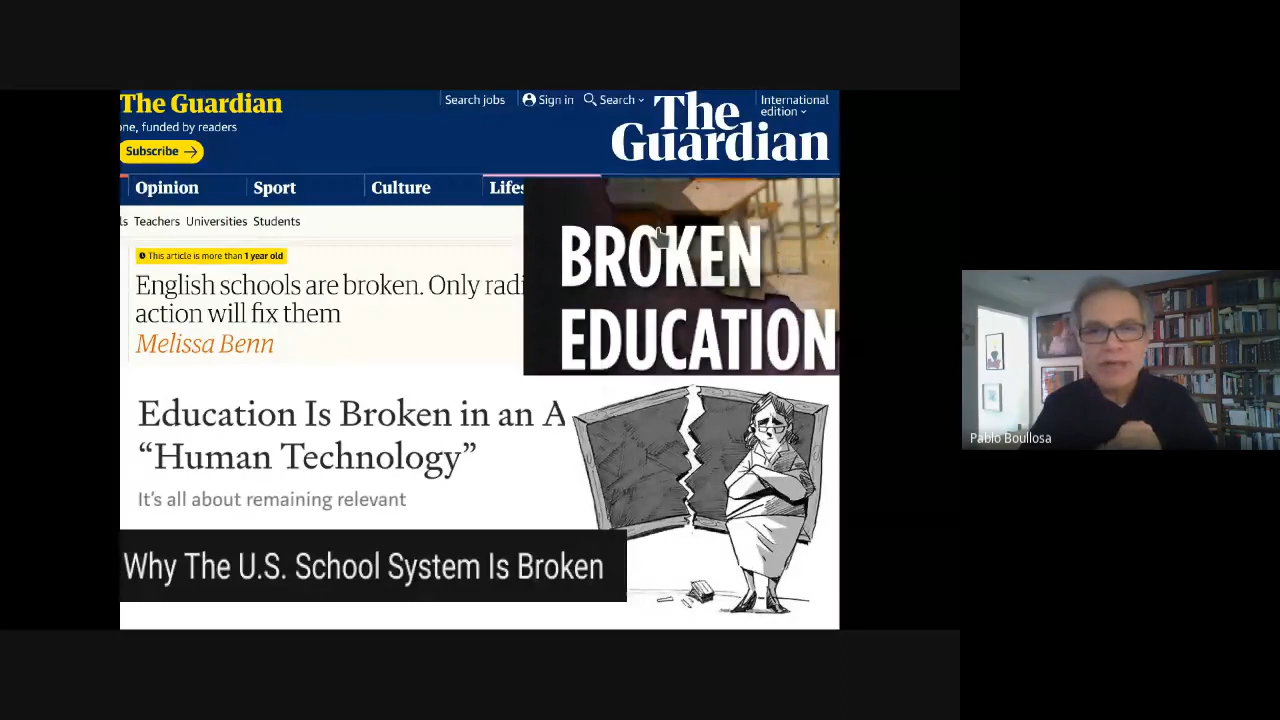 The Guardian
one, funded by readers
Subscribe →
Search jobs
Sign in
Search
International
edition
The
Guardian
Opinion
Sport
Culture
Lifes
ls Teachers Universities Students
This article is more than 1 year old
English schools are broken. Only radi
action will fix them
Melissa Benn
BROKEN
EDUCATION
Education Is Broken in an A
“Human Technology”
It's all about remaining relevant
Why The U.S. School System Is Broken
Pablo Boullosa